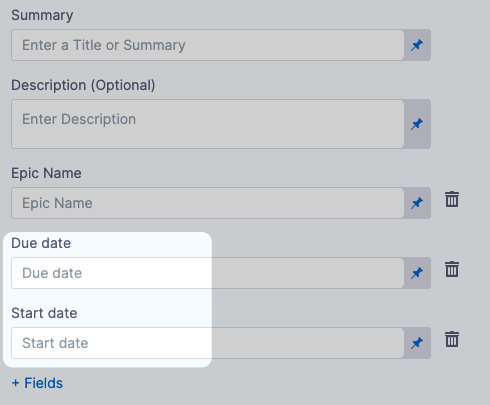 Summary
Enter a Title or Summary
Description (Optional)
Enter Description
Epic Name
Epic Name
Due date
Due date
Start date
Start date
+ Fields